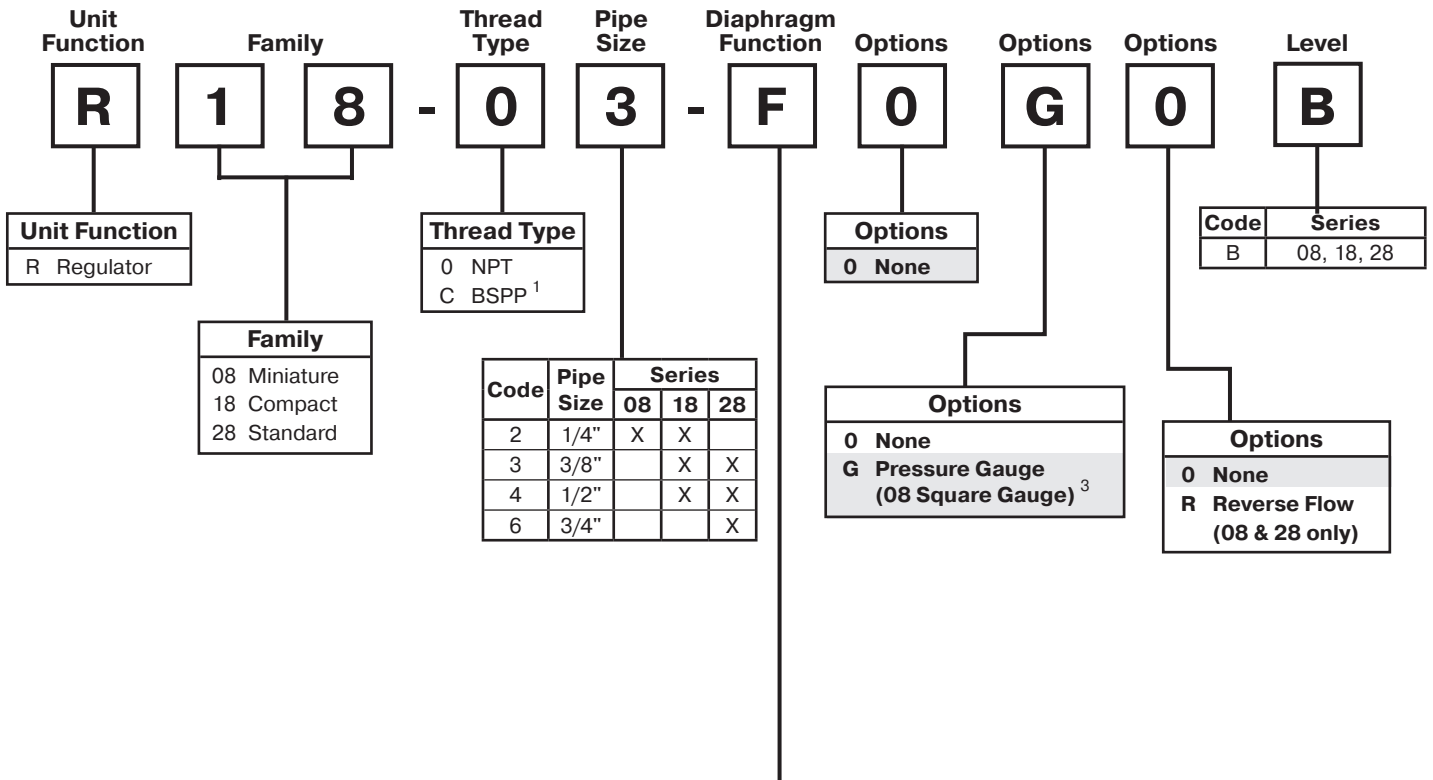 Unit Function
Family
Thread Type
Pipe Size
Diaphragm Function
Options
Options
Options
Level
R 1 8 - 0 3 - F 0 G 0 B
Unit Function
R Regulator
Family
08 Miniature
18 Compact
28 Standard
Thread Type
0 NPT
C BSPP 1
Code Pipe Size Series
08 18 28
2 1/4" X X
3 3/8" X X
4 1/2" X X
6 3/4" X
Options
0 None
Options
0 None
G Pressure Gauge
(08 Square Gauge) 3
Options
0 None
R Reverse Flow
(08 & 28 only)
Code Series
B 08, 18, 28